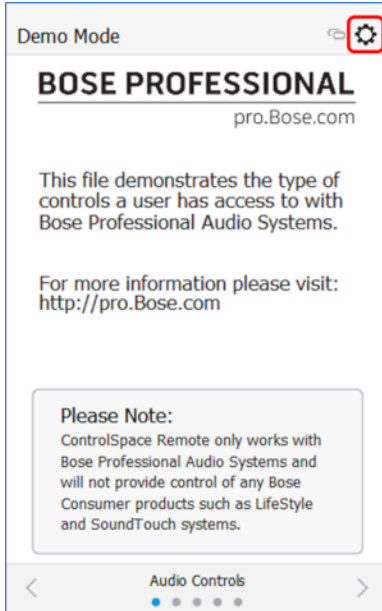 Demo Mode
BOSE PROFESSIONAL
pro.Bose.com
This file demonstrates the type of
controls a user has access to with
Bose Professional Audio Systems.
For more information please visit:
http://pro.Bose.com
Please Note:
ControlSpace Remote only works with
Bose Professional Audio Systems and
will not provide control of any Bose
Consumer products such as LifeStyle
and SoundTouch systems.
Audio Controls